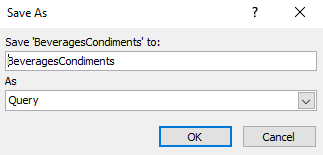 Save As
?
Save 'BeveragesCondiments' to:
BeveragesCondiments
As
Query
OK
Cancel